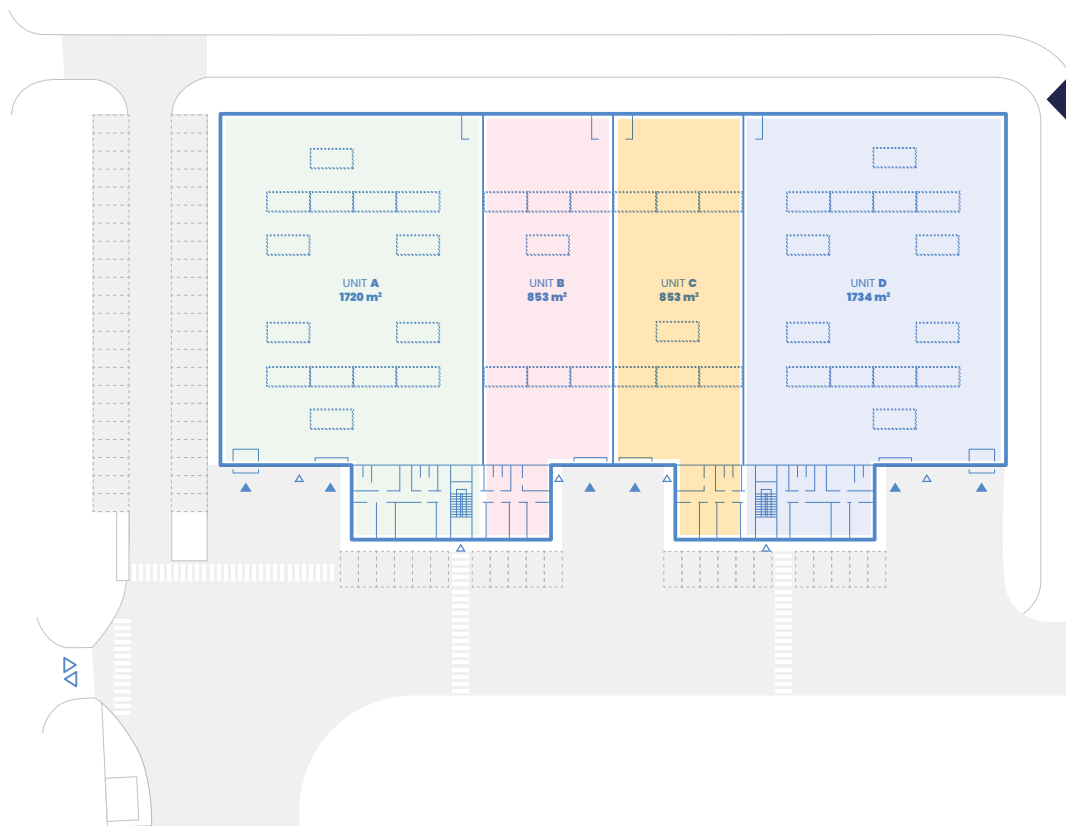 UNIT A
1720 m²
UNIT B
853 m²
UNIT C
853 m²
UNIT D
1734 m²